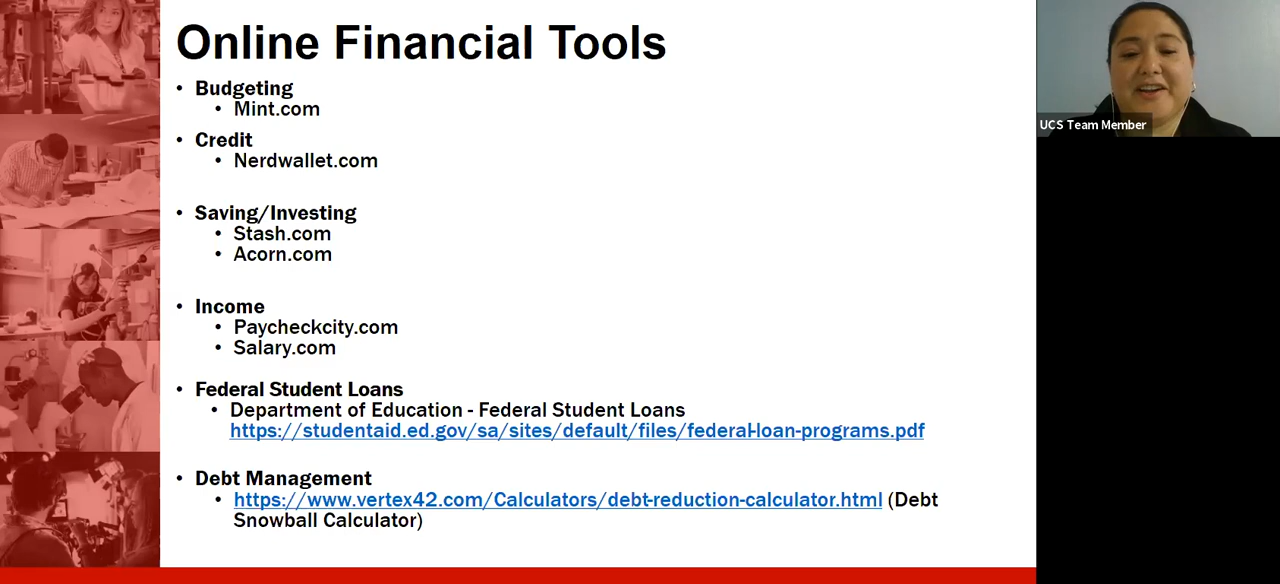 Online Financial Tools
• Budgeting
• Mint.com
• Credit
• Nerdwallet.com
• Saving/Investing
• Stash.com
• Acorn.com
• Income
• Paycheckcity.com
• Salary.com
• Federal Student Loans
• Department of Education - Federal Student Loans
https://studentaid.ed.gov/sa/sites/default/files/federal-loan-programs.pdf
• Debt Management
• https://www.vertex42.com/Calculators/debt-reduction-calculator.html (Debt
Snowball Calculator)
UCS Team Member